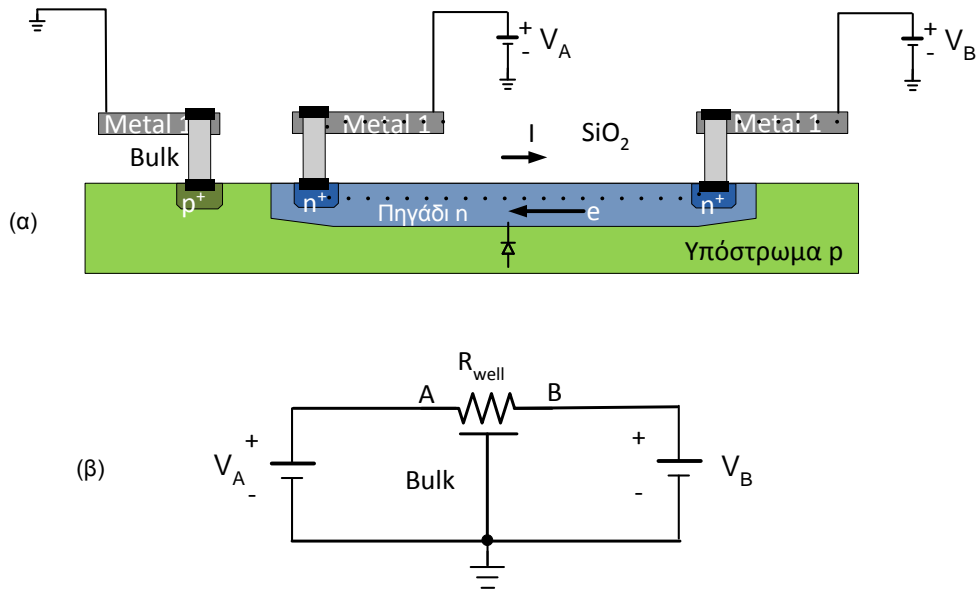 +
-
V_A
+
-
V_B
Metal 1
Metal 1
Metal 1
I
SiO₂
Bulk
p⁺
n⁺
n⁺
Πηγάδι n
e
(α)
Υπόστρωμα p
R_well
A
B
+
-
V_A
(β)
Bulk
+
-
V_B